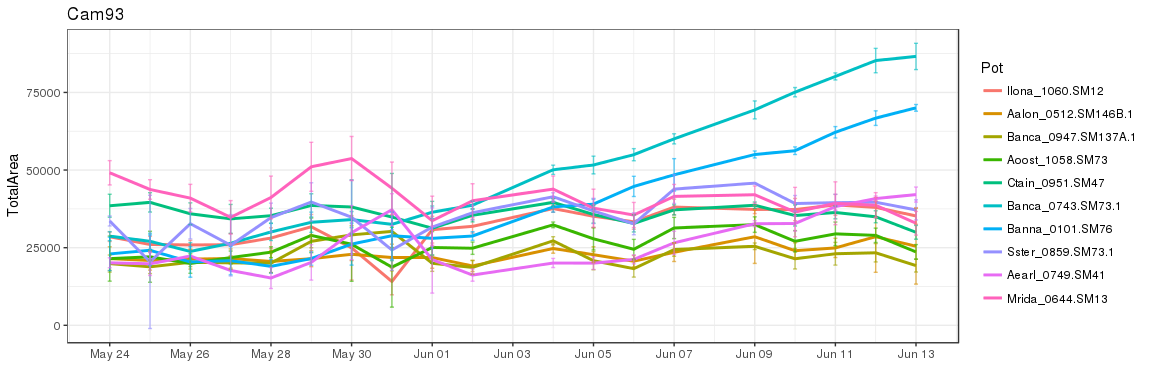 Cam93
TotalArea
75000
50000
25000
0
May 24
May 26
May 28
May 30
Jun 01
Jun 03
Jun 05
Jun 07
Jun 09
Jun 11
Jun 13
Pot
Ilona_1060.SM12
Aalon_0512.SM146B.1
Banca_0947.SM137A.1
Aoost_1058.SM73
Ctain_0951.SM47
Banca_0743.SM73.1
Banna_0101.SM76
Sster_0859.SM73.1
Aearl_0749.SM41
Mrida_0644.SM13